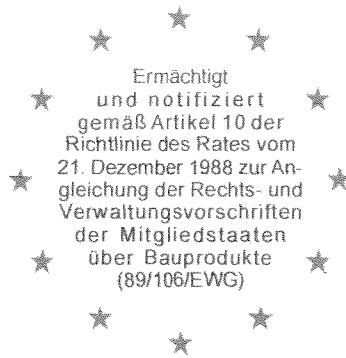 Ermächtigt
und notifiziert
gemäß Artikel 10 der
Richtlinie des Rates vom
21. Dezember 1988 zur An-
gleichung der Rechts- und
Verwaltungsvorschriften
der Mitgliedstaaten
über Bauprodukte
(89/106/EWG)